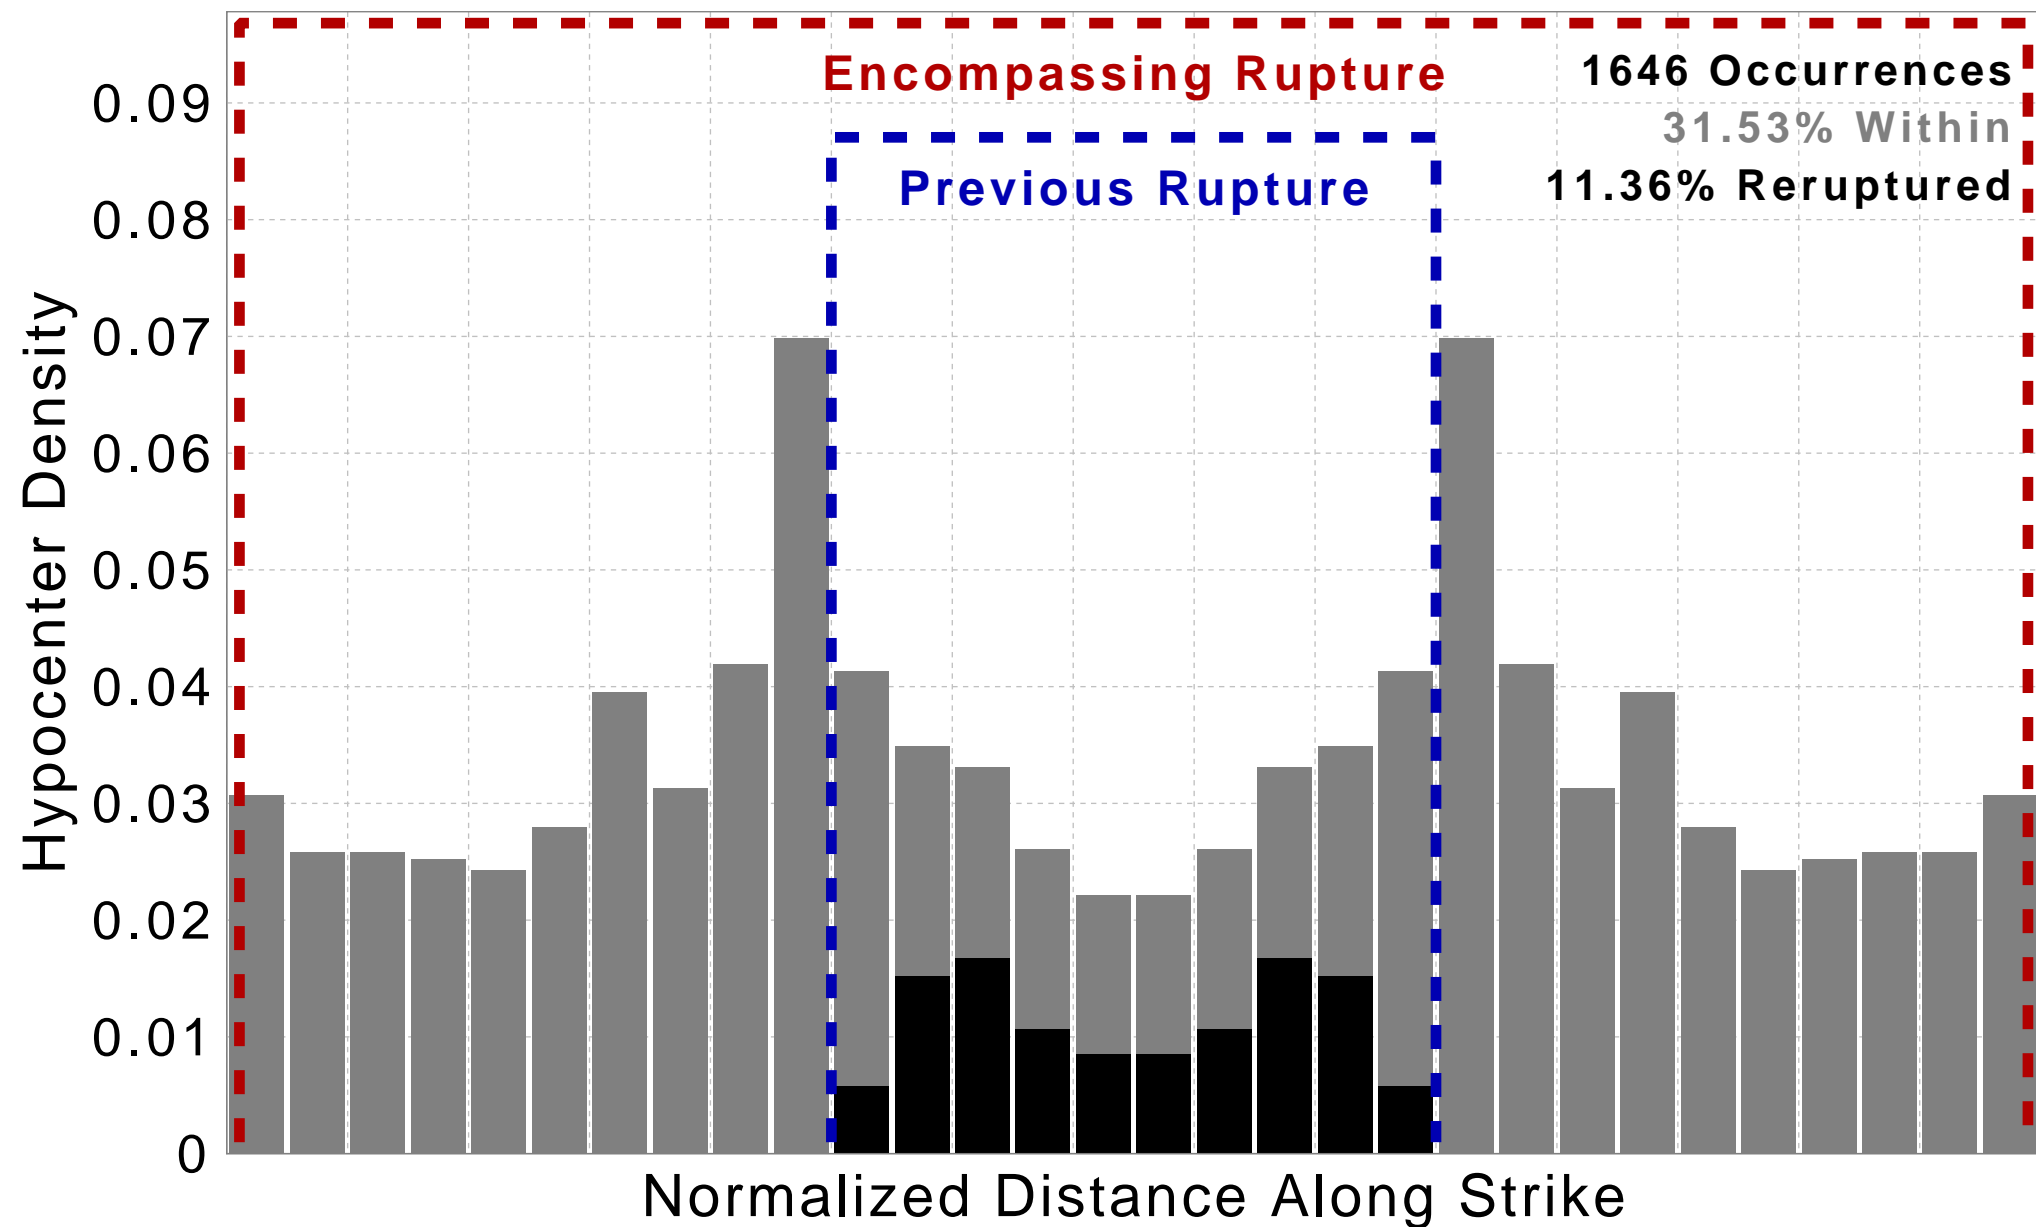 Encompassing Rupture
1646 Occurrences
31.53% Within
Previous Rupture
11.36% Reruptured
Hypocenter Density
0.09
0.08
0.07
0.06
0.05
0.04
0.03
0.02
0.01
0
Normalized Distance Along Strike